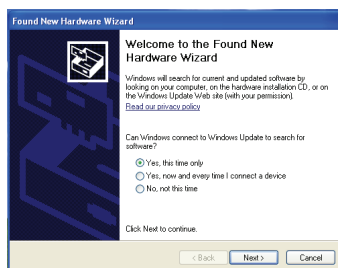 Found New Hardware Wizard
Welcome to the Found New
Hardware Wizard
Windows will search for current and updated software by
looking on your computer, on the hardware installation CD, or on
the Windows Update Web site (with your permission).
Read our privacy policy
Can Windows connect to Windows Update to search for
software?
Yes, this time only
Yes, now and every time I connect a device
No, not this time
Click Next to continue.
< Back
Next >
Cancel